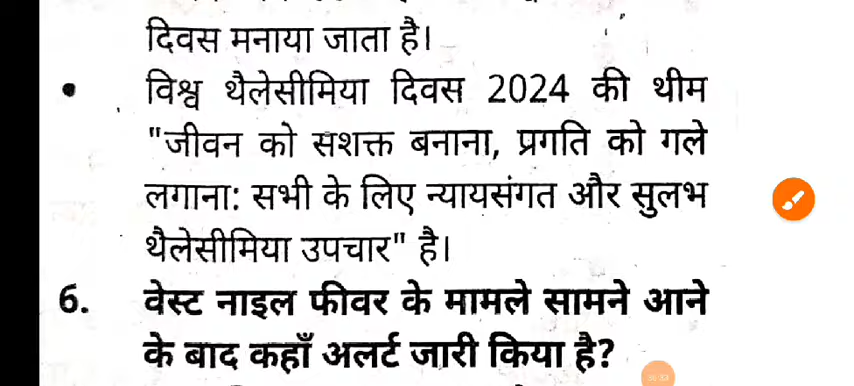 दिवस मनाया जाता है।
• विश्व थैलेसीमिया दिवस 2024 की थीम
"जीवन को सशक्त बनाना, प्रगति को गले
लगाना: सभी के लिए न्यायसंगत और सुलभ
थैलेसीमिया उपचार" है।
6. वेस्ट नाइल फीवर के मामले सामने आने
के बाद कहाँ अलर्ट जारी किया है?